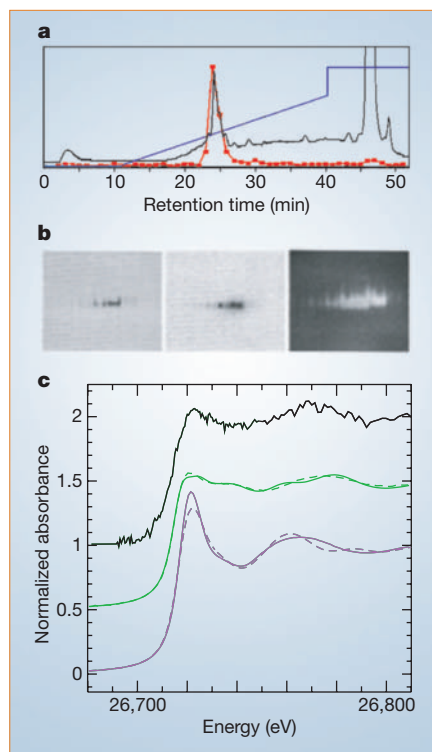 a
0 10 20 30 40 50
Retention time (min)
b
c
2
1.5
1
0.5
0
Normalized absorbance
26,700 26,800
Energy (eV)